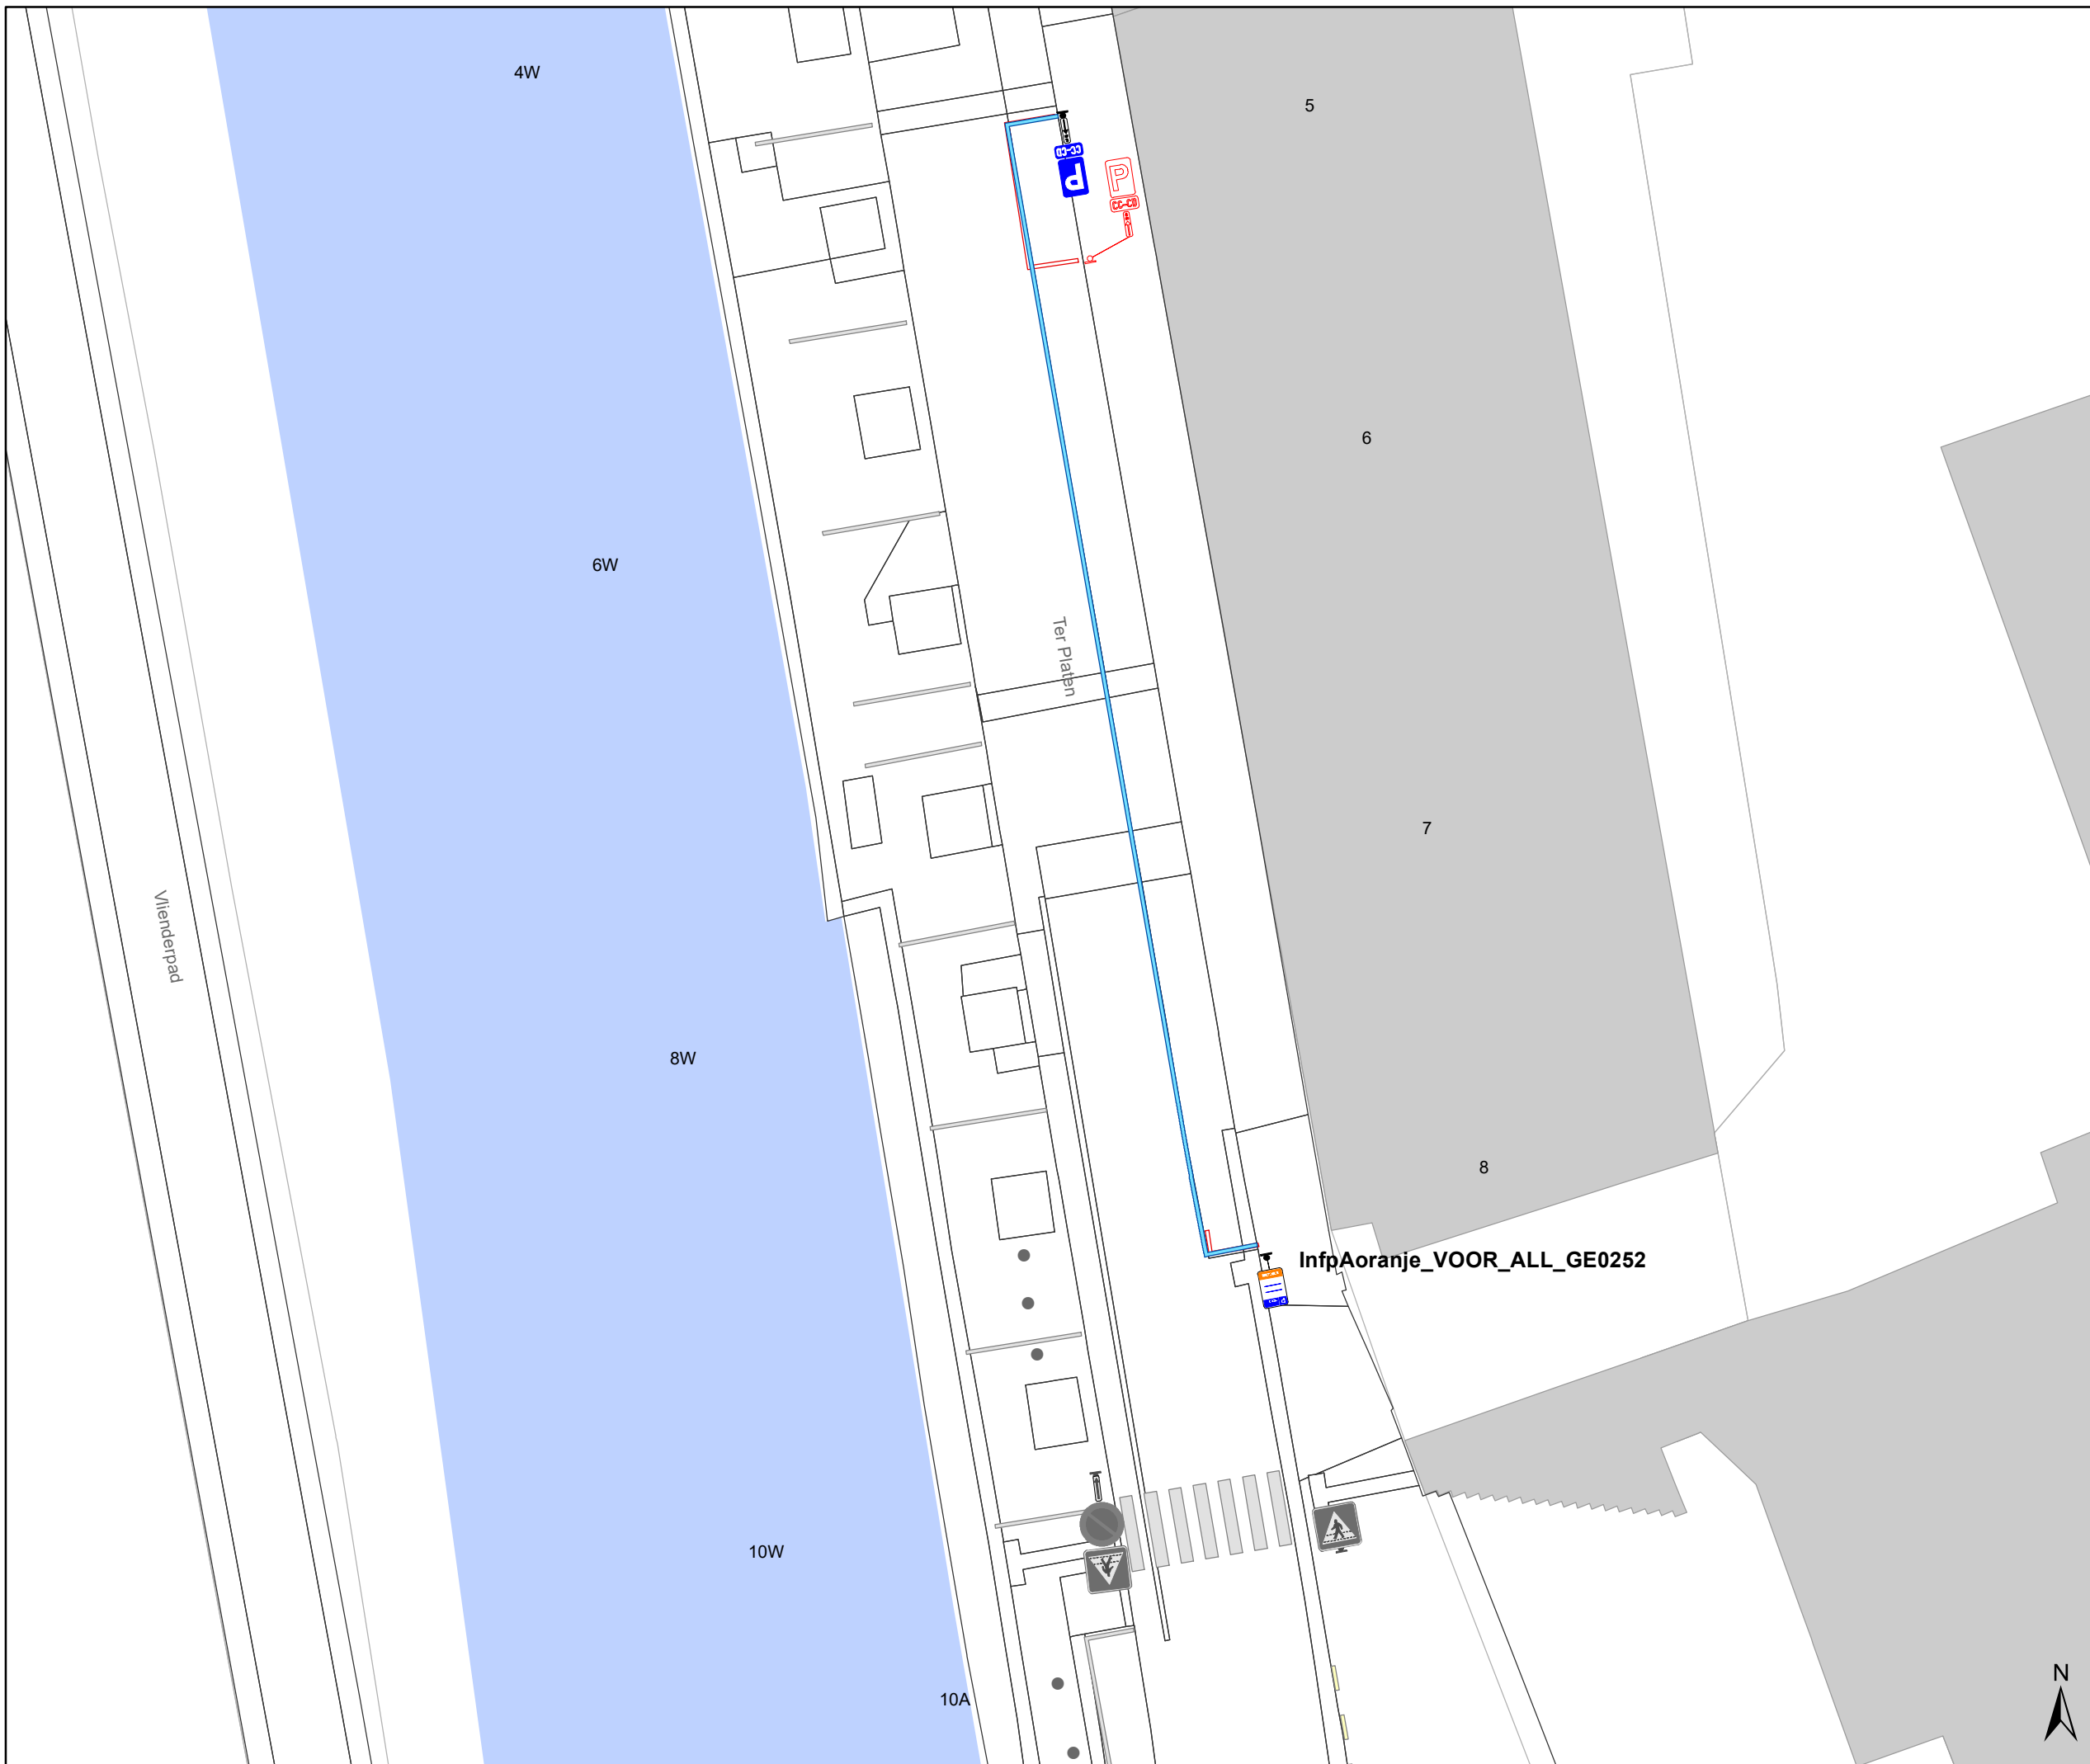 4W
5
P
P
6
6W
Ter Platen
7
Vlienderpad
8W
8
InfpAoranje_VOOR_ALL_GE0252
10W
N
10A